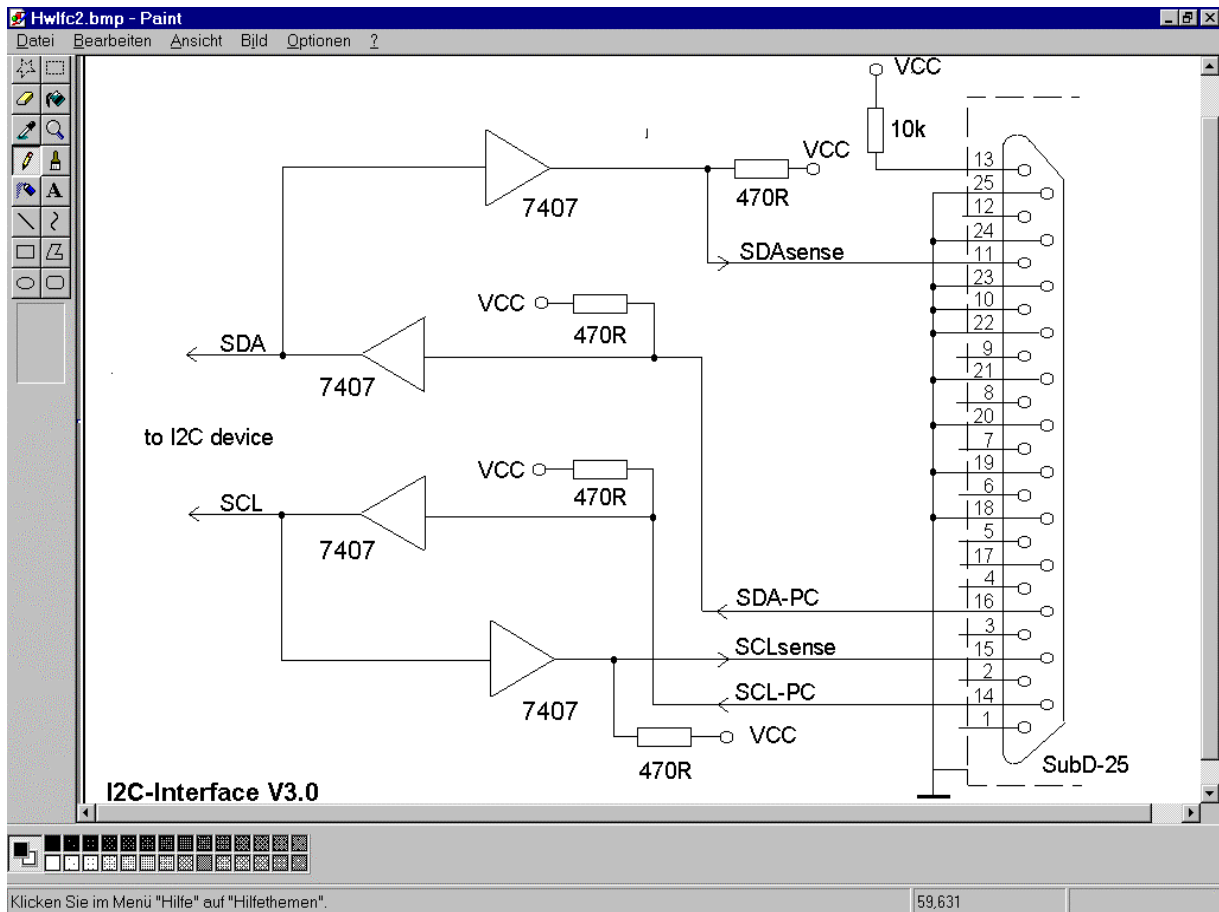 Hwlfc2.bmp - Paint
Datei Bearbeiten Ansicht Bild Optionen ?
VCC
10k
VCC
7407
470R
SDAsense
VCC
470R
SDA
7407
to I2C device
VCC
470R
SCL
7407
SDA-PC
SCLsense
SCL-PC
7407
VCC
470R
13
25
12
24
11
23
10
22
9
21
8
20
7
19
6
18
5
17
4
16
3
15
2
14
1
SubD-25
I2C-Interface V3.0
Klicken Sie im Menü "Hilfe" auf "Hilfethemen".
59,631